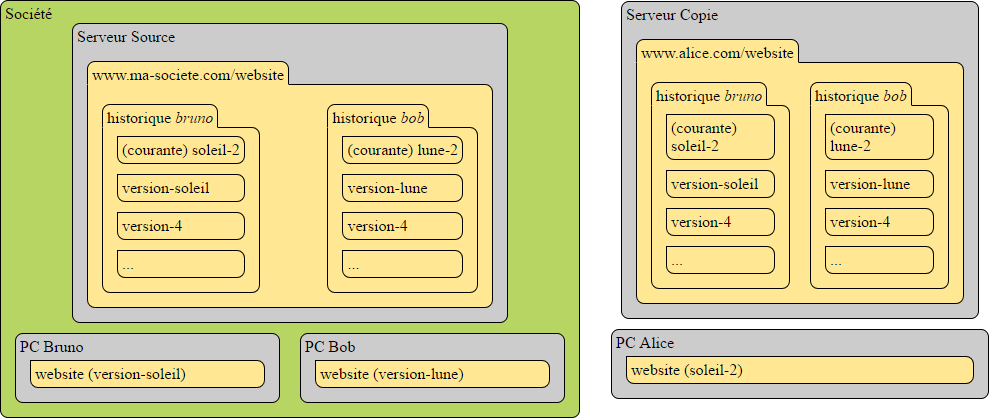 Société
Serveur Source
www.ma-societe.com/website
historique bruno
(courante) soleil-2
version-soleil
version-4
...
historique bob
(courante) lune-2
version-lune
version-4
...
PC Bruno
website (version-soleil)
PC Bob
website (version-lune)
Serveur Copie
www.alice.com/website
historique bruno
(courante)
soleil-2
version-soleil
version-4
...
historique bob
(courante)
lune-2
version-lune
version-4
...
PC Alice
website (soleil-2)